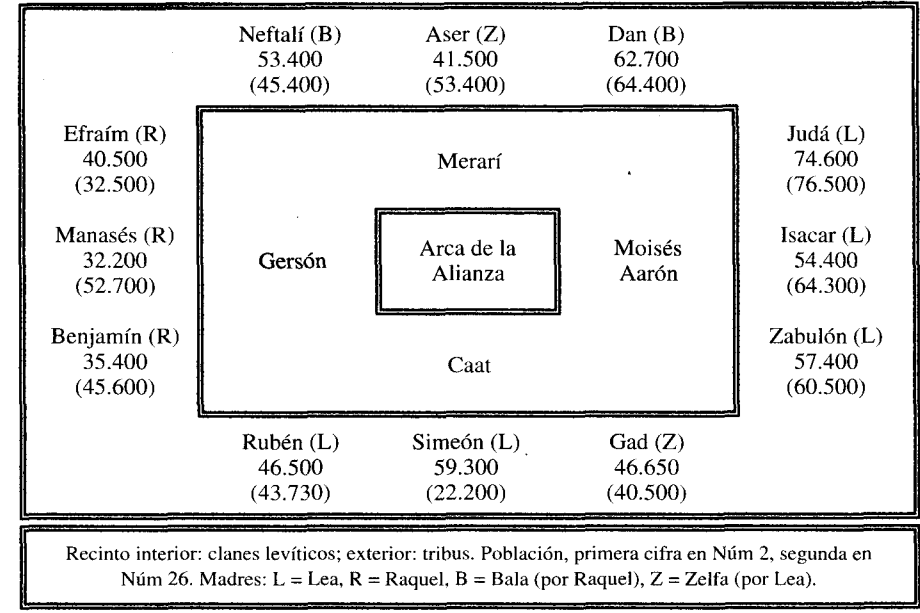 Neftalí (B) Aser (Z) Dan (B)
53.400 41.500 62.700
(45.400) (53.400) (64.400)
Efraím (R)
40.500
(32.500)
Manasés (R)
32.200
(52.700)
Benjamín (R)
35.400
(45.600)
Merarí
Gersón
Arca de la
Alianza
Moisés
Aarón
Caat
Judá (L)
74.600
(76.500)
Isacar (L)
54.400
(64.300)
Zabulón (L)
57.400
(60.500)
Rubén (L) Simeón (L) Gad (Z)
46.500 59.300 46.650
(43.730) (22.200) (40.500)
Recinto interior: clanes levíticos; exterior: tribus. Población, primera cifra en Núm 2, segunda en
Núm 26. Madres: L = Lea, R = Raquel, B = Bala (por Raquel), Z = Zelfa (por Lea).